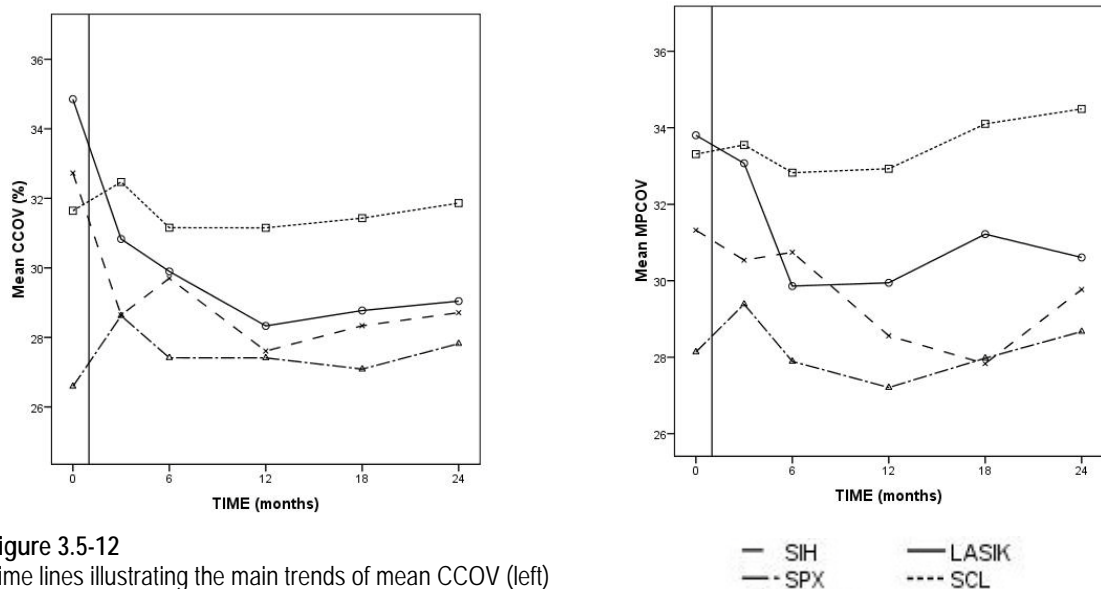 36
34
32
30
28
26
Mean CCOV (%)
0 6 12 18 24
TIME (months)
36
34
32
30
28
26
Mean MPCOV
0 6 12 18 24
TIME (months)
igure 3.5-12
ime lines illustrating the main trends of mean CCOV (left)
SIH LASIK
SPX SCL